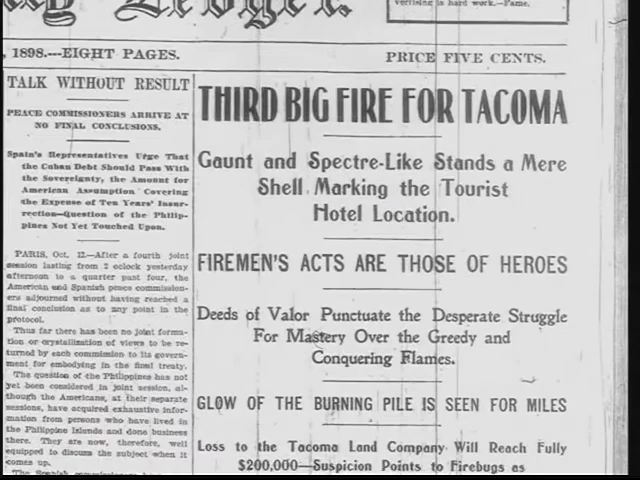 Ledger.
vertising is hard work.—Fame.
, 1898.—EIGHT PAGES.
PRICE FIVE CENTS.
TALK WITHOUT RESULT
PEACE COMMISSIONERS ARRIVE AT
NO FINAL CONCLUSIONS.
Spain's Representatives Urge That
the Cuban Debt Should Pass With
the Sovereignty, the Amount for
American Assumption Covering
the Expense of Ten Years' Insur-
rection—Question of the Philip-
pines Not Yet Touched Upon.
PARIS, Oct. 12.—After a fourth joint
session lasting from 2 oclock yesterday
afternoon to a quarter past four, the
American and Spanish peace commission-
ers adjourned without having reached a
final conclusion as to any point in the
protocol.
Thus far there has been no joint forma-
tion or crystallization of views to be re-
turned by each commission to its govern-
ment for embodying in the final treaty.
The question of the Philippines has not
yet been considered in joint session, al-
though the Americans, at their separate
sessions, have acquired exhaustive infor-
mation from persons who have lived in
the Philippine Islands and done business
there. They are now, therefore, well
equipped to discuss the subject when it
comes up.
The Spanish
THIRD BIG FIRE FOR TACOMA
Gaunt and Spectre-Like Stands a Mere
Shell Marking the Tourist
Hotel Location.
FIREMEN'S ACTS ARE THOSE OF HEROES
Deeds of Valor Punctuate the Desperate Struggle
For Mastery Over the Greedy and
Conquering Flames.
GLOW OF THE BURNING PILE IS SEEN FOR MILES
Loss to the Tacoma Land Company Will Reach Fully
$200,000—Suspicion Points to Firebugs as